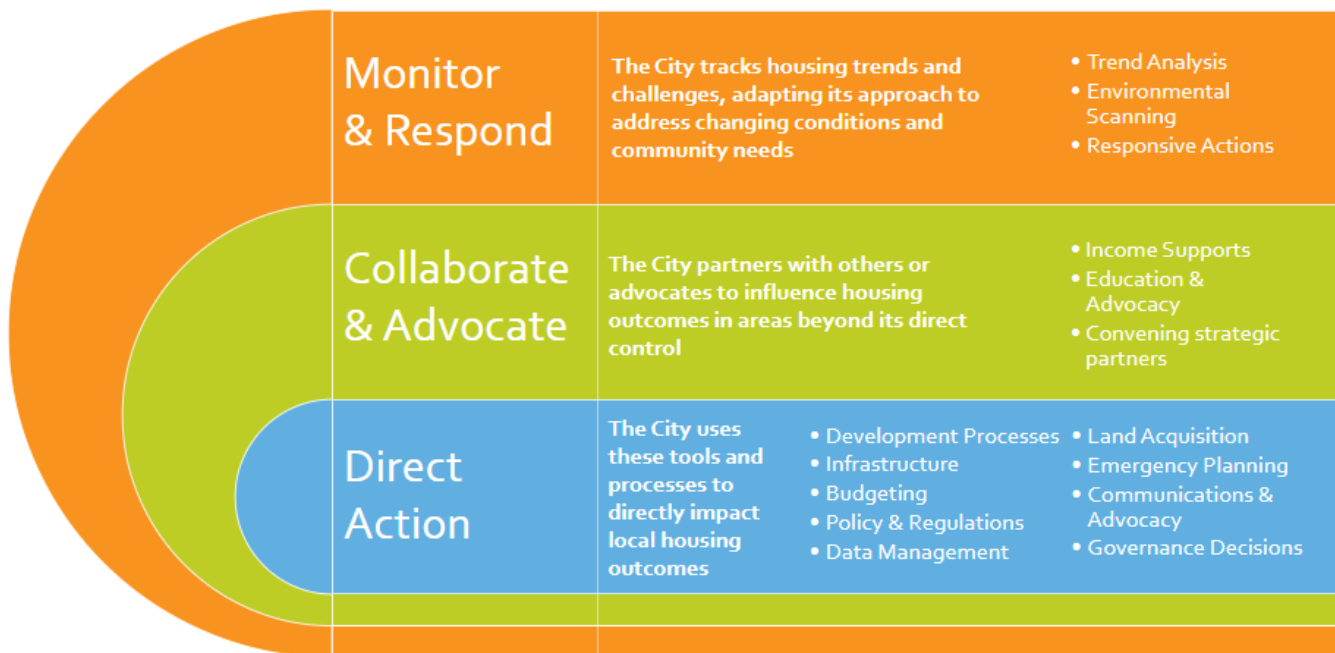 Monitor
& Respond
The City tracks housing trends and
challenges, adapting its approach to
address changing conditions and
community needs
• Trend Analysis
• Environmental
Scanning
• Responsive Actions
Collaborate
& Advocate
The City partners with others or
advocates to influence housing
outcomes in areas beyond its direct
control
• Income Supports
• Education &
Advocacy
• Convening strategic
partners
Direct
Action
The City uses
these tools and
processes to
directly impact
local housing
outcomes
• Development Processes
• Infrastructure
• Budgeting
• Policy & Regulations
• Data Management
• Land Acquisition
• Emergency Planning
• Communications &
Advocacy
• Governance Decisions